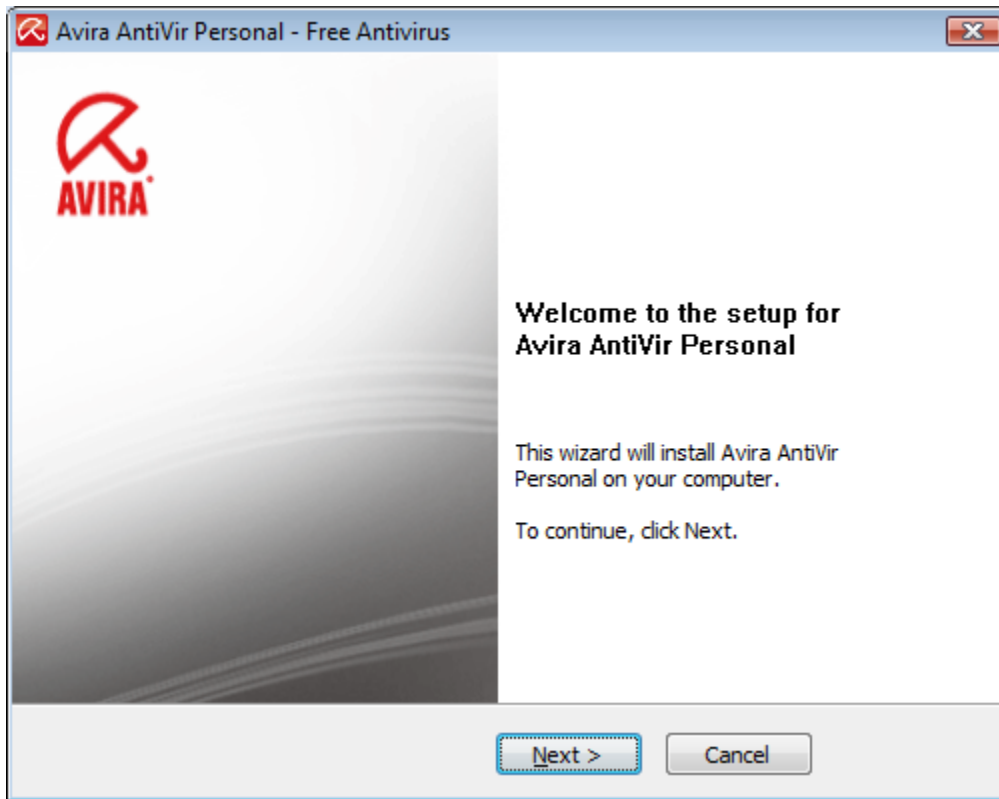 Avira AntiVir Personal - Free Antivirus
AVIRA
Welcome to the setup for
Avira AntiVir Personal
This wizard will install Avira AntiVir
Personal on your computer.
To continue, click Next.
Next >
Cancel